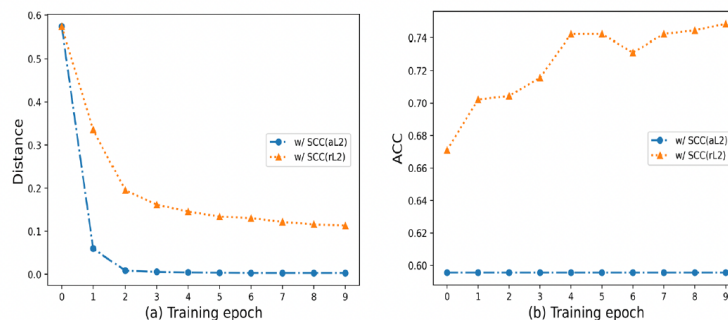 0.6
0.5
0.4
0.3
0.2
0.1
0.0
Distance
w/ SCC(aL2)
w/ SCC(rL2)
0 1 2 3 4 5 6 7 8 9
(a) Training epoch
0.74
0.72
0.70
0.68
0.66
0.64
0.62
0.60
ACC
w/ SCC(aL2)
w/ SCC(rL2)
0 1 2 3 4 5 6 7 8 9
(b) Training epoch